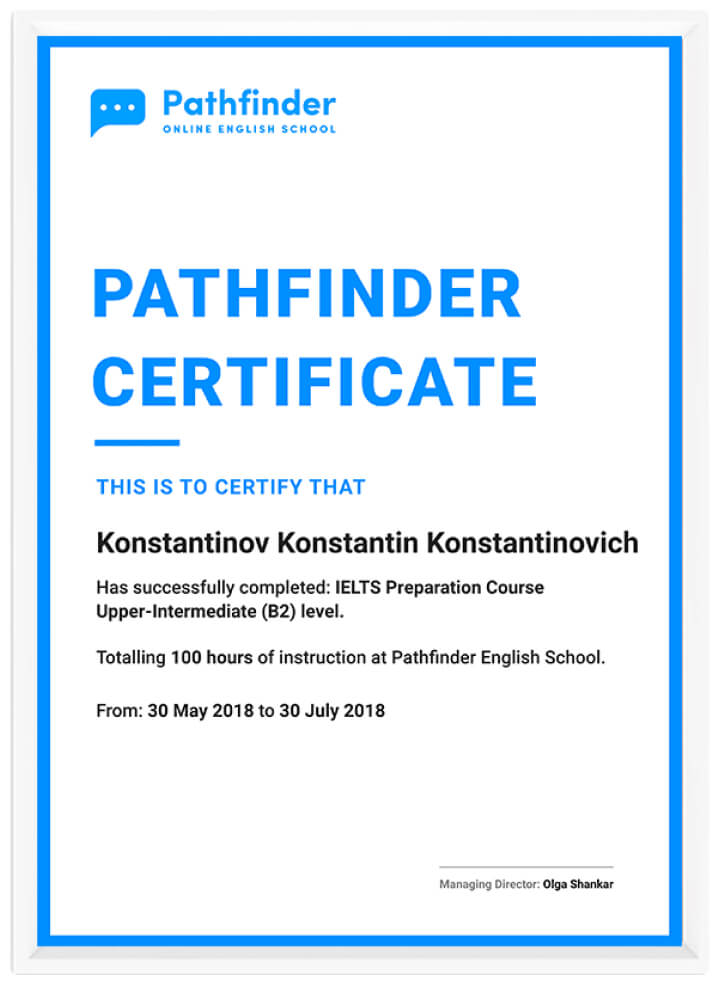 Pathfinder
ONLINE ENGLISH SCHOOL
PATHFINDER
CERTIFICATE
THIS IS TO CERTIFY THAT
Konstantinov Konstantin Konstantinovich
Has successfully completed: IELTS Preparation Course
Upper-Intermediate (B2) level.
Totalling 100 hours of instruction at Pathfinder English School.
From: 30 May 2018 to 30 July 2018
Managing Director: Olga Shankar